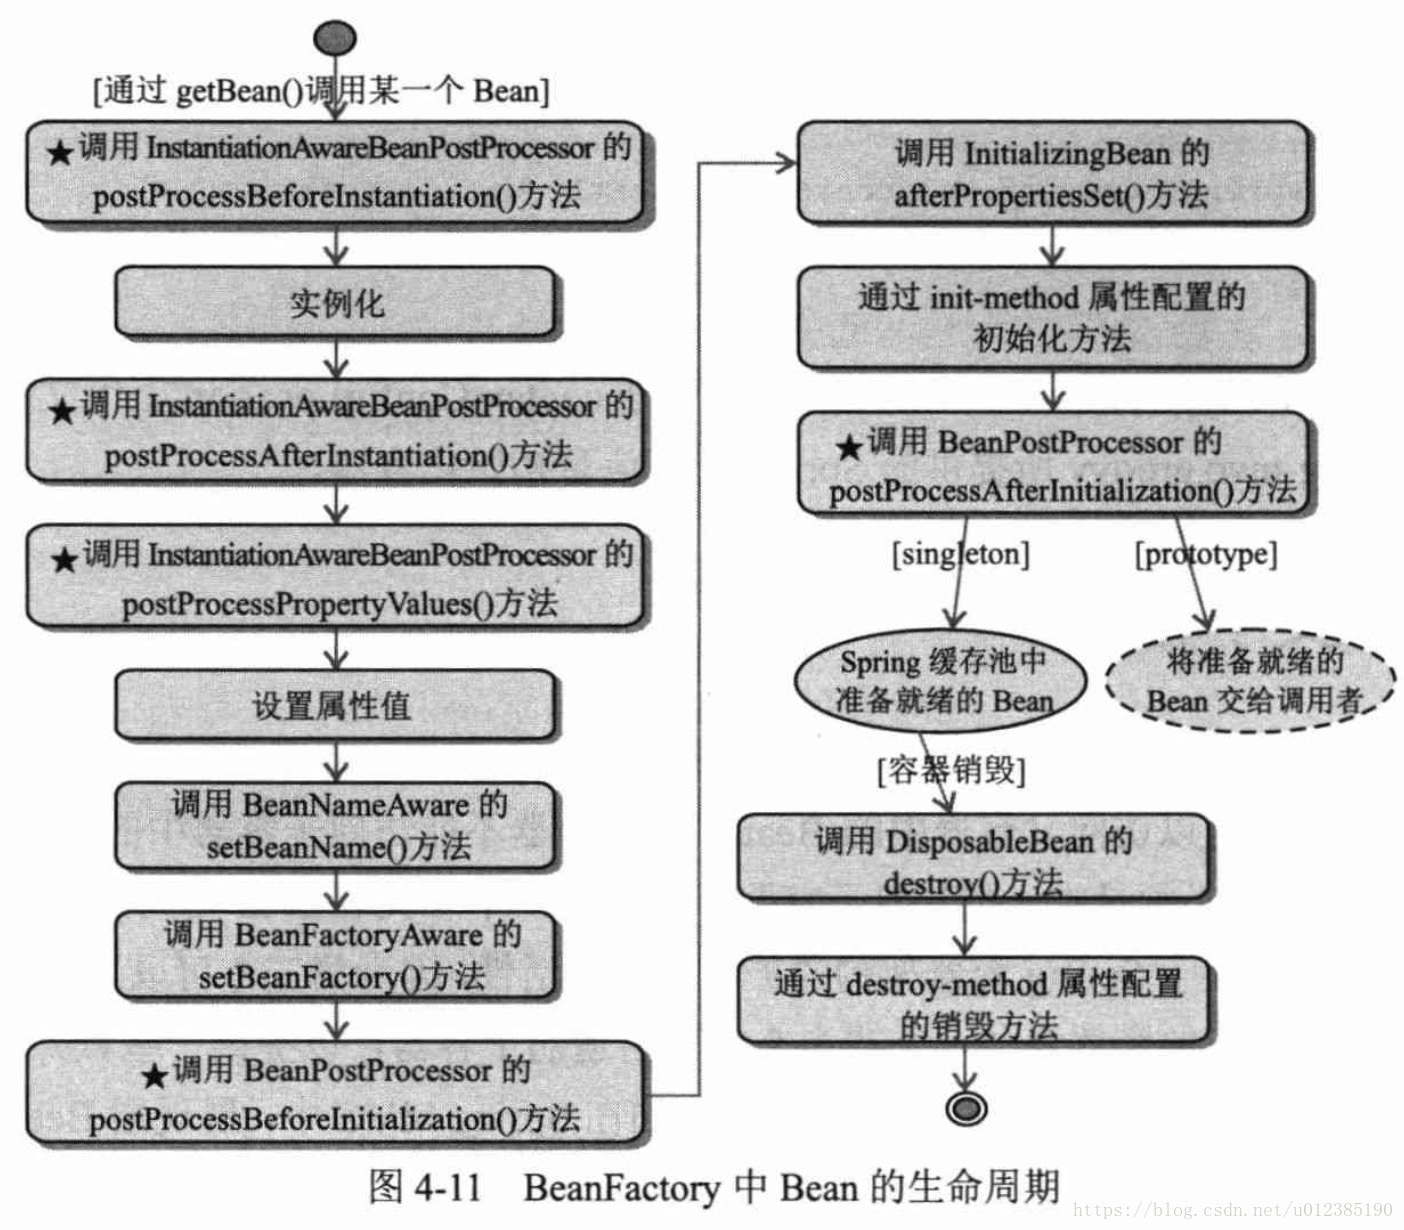 [通过 getBean()调用某一个 Bean]
★调用 InstantiationAwareBeanPostProcessor 的
postProcessBeforeInstantiation()方法
实例化
★调用 InstantiationAwareBeanPostProcessor 的
postProcessAfterInstantiation()方法
★调用 InstantiationAwareBeanPostProcessor 的
postProcessPropertyValues()方法
设置属性值
调用 BeanNameAware 的
setBeanName()方法
调用 BeanFactoryAware 的
setBeanFactory()方法
★调用 BeanPostProcessor 的
postProcessBeforeInitialization()方法
调用 InitializingBean 的
afterPropertiesSet()方法
通过 init-method 属性配置的
初始化方法
★调用 BeanPostProcessor 的
postProcessAfterInitialization()方法
[singleton]
[prototype]
Spring 缓存池中
准备就绪的 Bean
将准备就绪的
Bean 交给调用者
[容器销毁]
调用 DisposableBean 的
destroy()方法
通过 destroy-method 属性配置
的销毁方法
图 4-11 BeanFactory 中 Bean 的生命周期
https://blog.csdn.net/u012385190